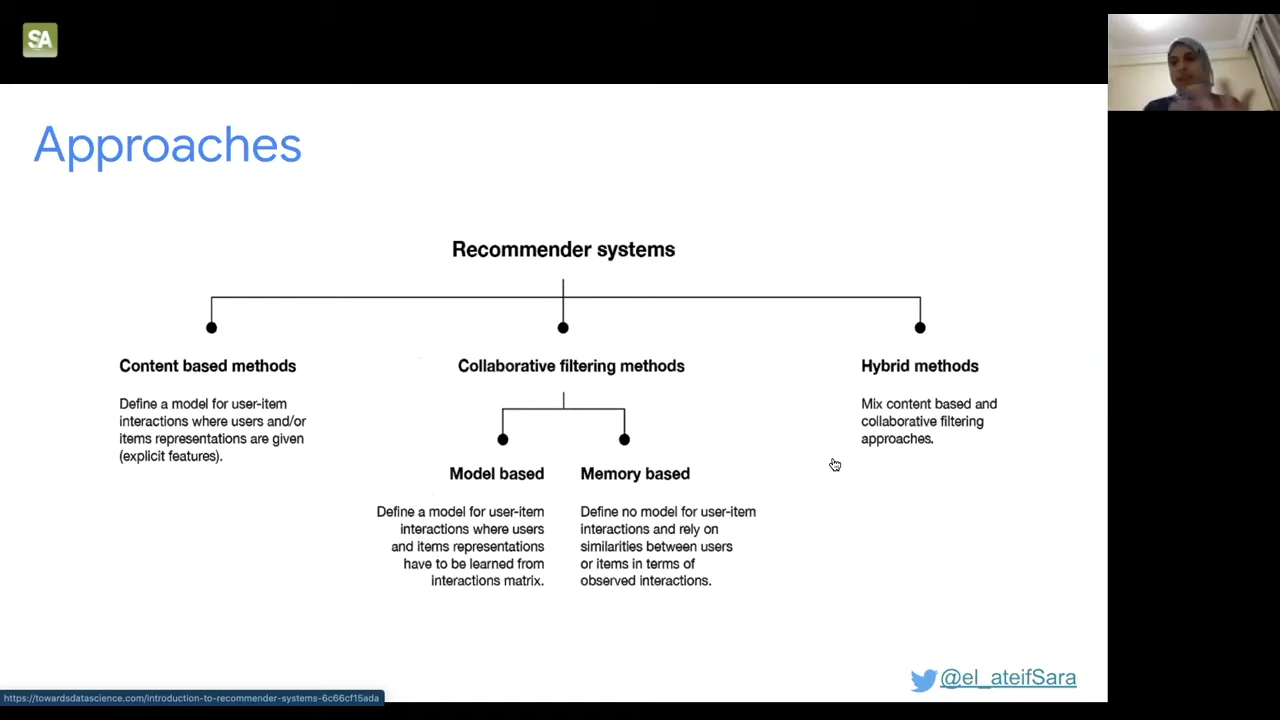 SA
Approaches
Recommender systems
Content based methods
Define a model for user-item
interactions where users and/or
items representations are given
(explicit features).
Collaborative filtering methods
Model based
Define a model for user-item
interactions where users
and items representations
have to be learned from
interactions matrix.
Memory based
Define no model for user-item
interactions and rely on
similarities between users
or items in terms of
observed interactions.
Hybrid methods
Mix content based and
collaborative filtering
approaches.
@el_ateifSara
https://towardsdatascience.com/introduction-to-recommender-systems-6c66cf15ada